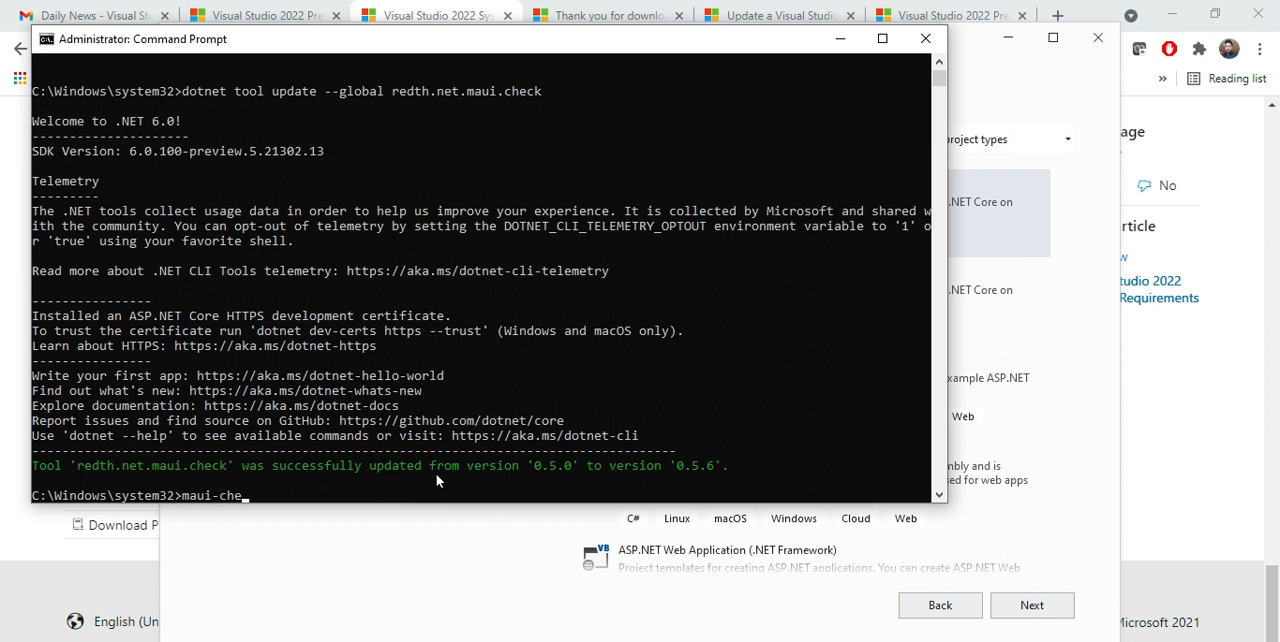 Daily News - Visual St
Visual Studio 2022 Pre
Visual Studio 2022 Sys
Thank you for downlo
Update a Visual Studi
Visual Studio 2022 Pre
Administrator: Command Prompt
Reading list
C:\Windows\system32>dotnet tool update --global redth.net.maui.check
Welcome to .NET 6.0!
---------------------
SDK Version: 6.0.100-preview.5.21302.13
Telemetry
---------
The .NET tools collect usage data in order to help us improve your experience. It is collected by Microsoft and shared w
ith the community. You can opt-out of telemetry by setting the DOTNET_CLI_TELEMETRY_OPTOUT environment variable to '1' o
r 'true' using your favorite shell.
Read more about .NET CLI Tools telemetry: https://aka.ms/dotnet-cli-telemetry
----------------
Installed an ASP.NET Core HTTPS development certificate.
To trust the certificate run 'dotnet dev-certs https --trust' (Windows and macOS only).
Learn about HTTPS: https://aka.ms/dotnet-https
----------------
Write your first app: https://aka.ms/dotnet-hello-world
Find out what's new: https://aka.ms/dotnet-whats-new
Explore documentation: https://aka.ms/dotnet-docs
Report issues and find source on GitHub: https://github.com/dotnet/core
Use 'dotnet --help' to see available commands or visit: https://aka.ms/dotnet-cli
--------------------------------------------------------------------------------------
Tool 'redth.net.maui.check' was successfully updated from version '0.5.0' to version '0.5.6'.
C:\Windows\system32>maui-che_
project types
.NET Core on
.NET Core on
xample ASP.NET
Web
mbly and is
sed for web apps
C# Linux macOS Windows Cloud Web
VB
ASP.NET Web Application (.NET Framework)
Project templates for creating ASP.NET applications. You can create ASP.NET Web
Back
Next
age
No
rticle
w
tudio 2022
Requirements
Download P
English (Un
Microsoft 2021